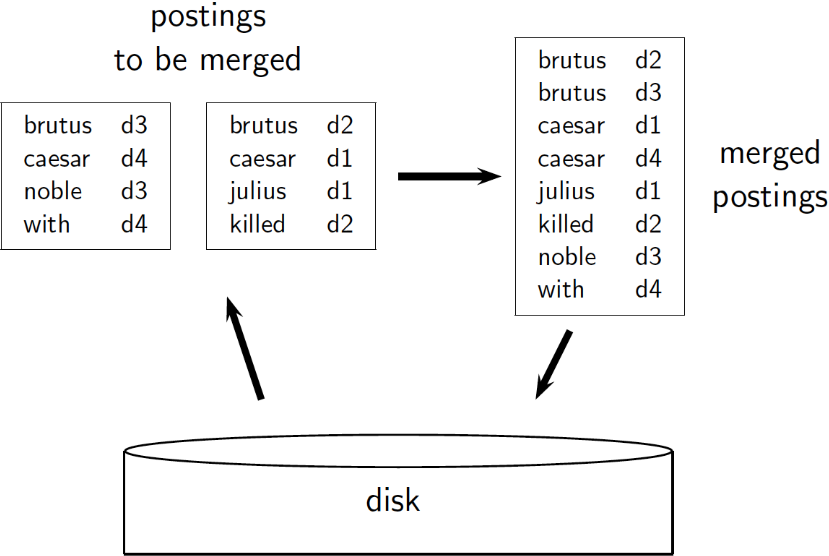 postings
to be merged
brutus d3
caesar d4
noble d3
with d4
brutus d2
caesar d1
julius d1
killed d2
brutus d2
brutus d3
caesar d1
caesar d4
julius d1
killed d2
noble d3
with d4
merged
postings
disk